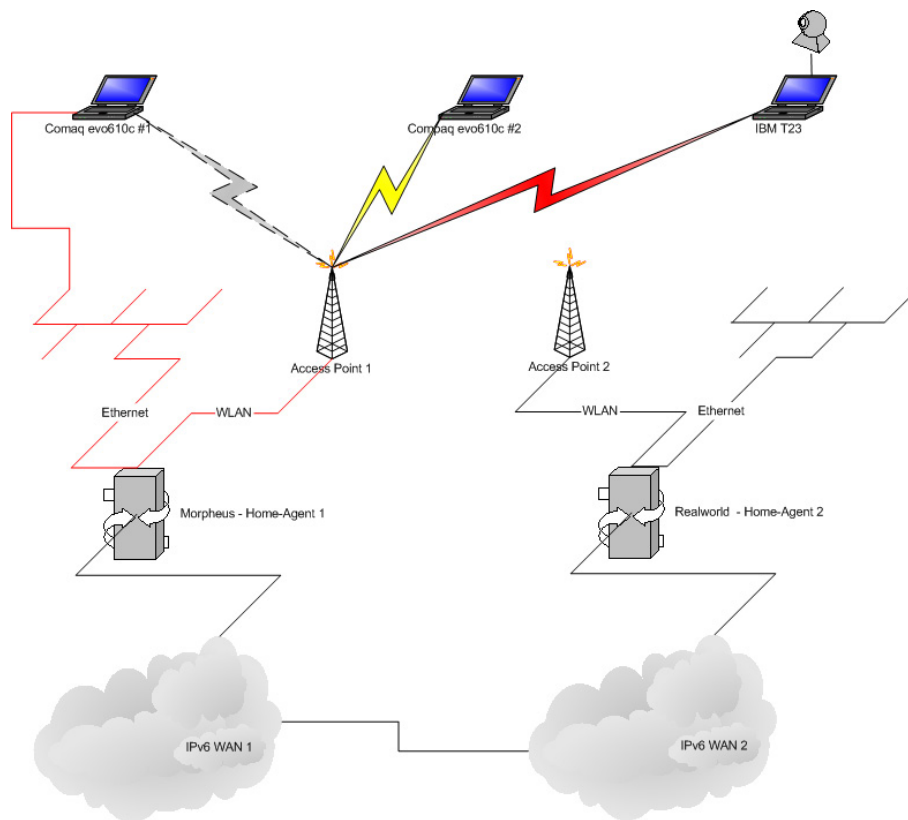 Comaq evo610c #1
Compaq evo610c #2
IBM T23
Access Point 1
Access Point 2
Ethernet
WLAN
WLAN
Ethernet
Morpheus - Home-Agent 1
Realworld - Home-Agent 2
IPv6 WAN 1
IPv6 WAN 2